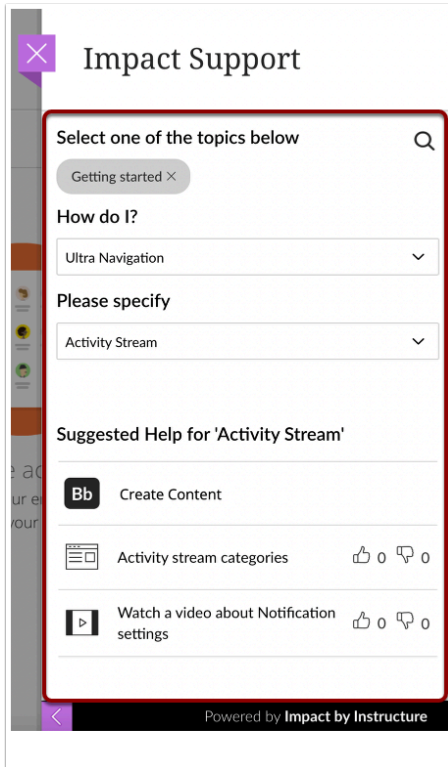 Impact Support
Select one of the topics below
Getting started ×
How do I?
Ultra Navigation
Please specify
Activity Stream
Suggested Help for 'Activity Stream'
Bb Create Content
Activity stream categories 0 0
Watch a video about Notification
settings 0 0
Powered by Impact by Instructure